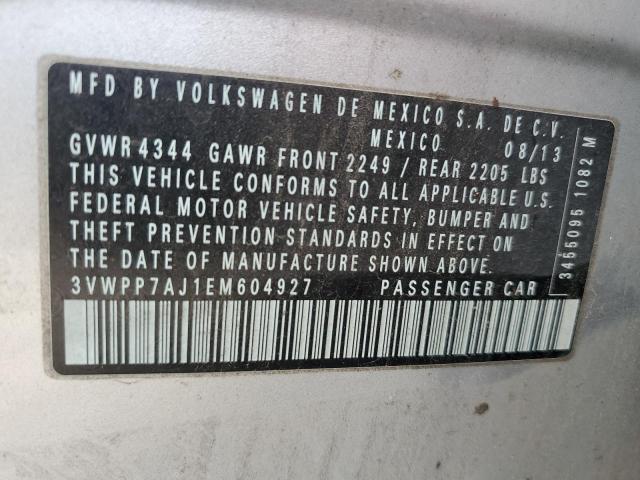 MFD BY VOLKSWAGEN DE MEXICO S.A. DE C.V.
MEXICO 08/13
GVWR 4344 GAWR FRONT 2249 / REAR 2205 LBS
THIS VEHICLE CONFORMS TO ALL APPLICABLE U.S.
FEDERAL MOTOR VEHICLE SAFETY, BUMPER AND
THEFT PREVENTION STANDARDS IN EFFECT ON
THE DATE OF MANUFACTURE SHOWN ABOVE.
3VWPP7AJ1EM604927 PASSENGER CAR
3455095 1082 M